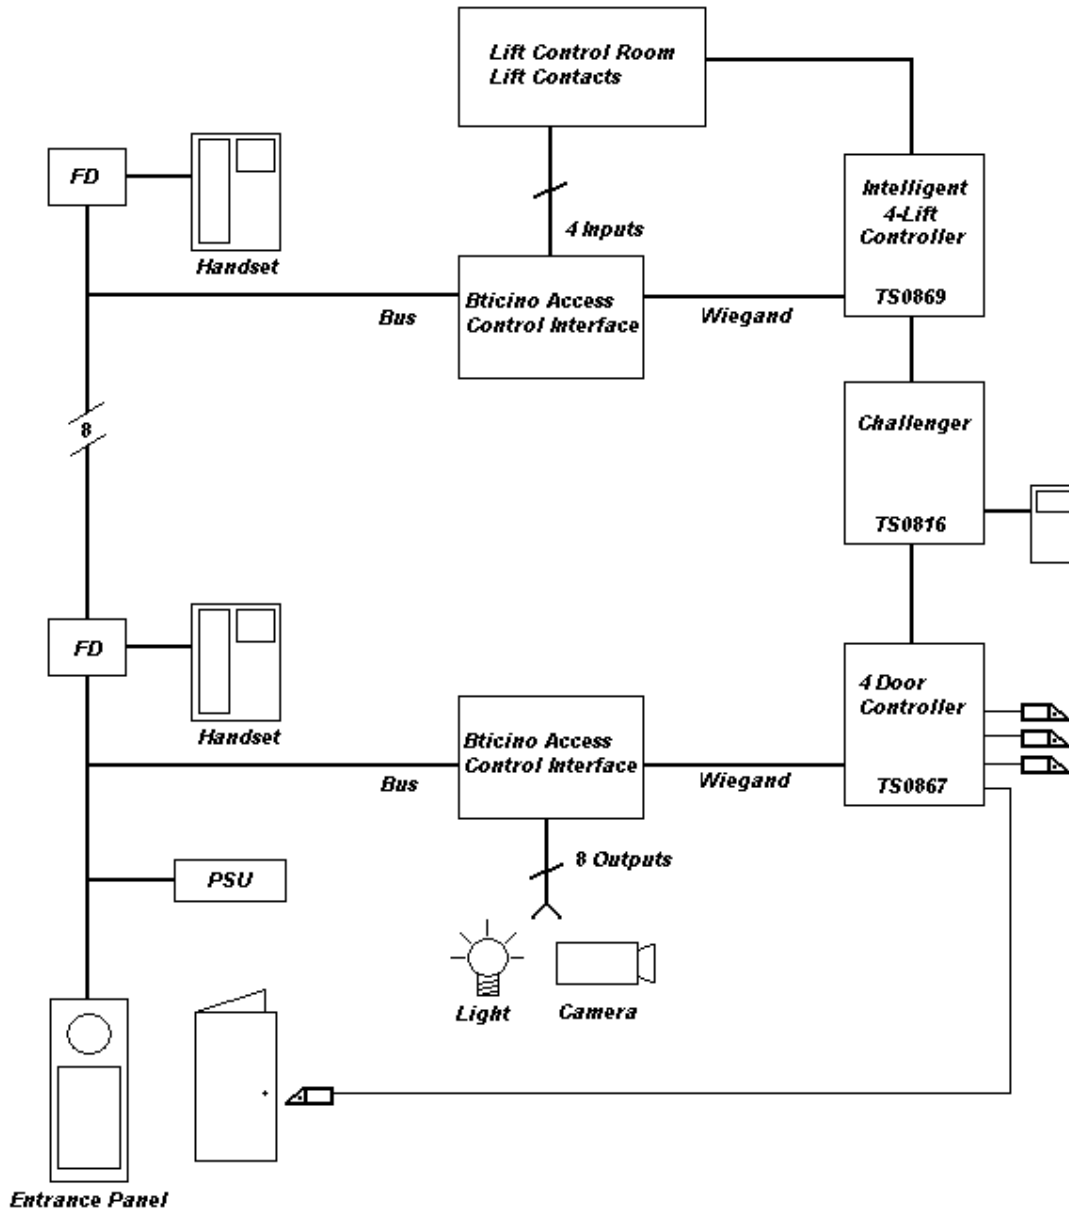 Lift Control Room
Lift Contacts
FD
Handset
4 Inputs
Intelligent
4-Lift
Controller
TS0869
Bus
Bticino Access
Control Interface
Wiegand
8
Challenger
TS0816
FD
Handset
Bus
Bticino Access
Control Interface
Wiegand
4 Door
Controller
TS0867
PSU
8 Outputs
Light
Camera
Entrance Panel